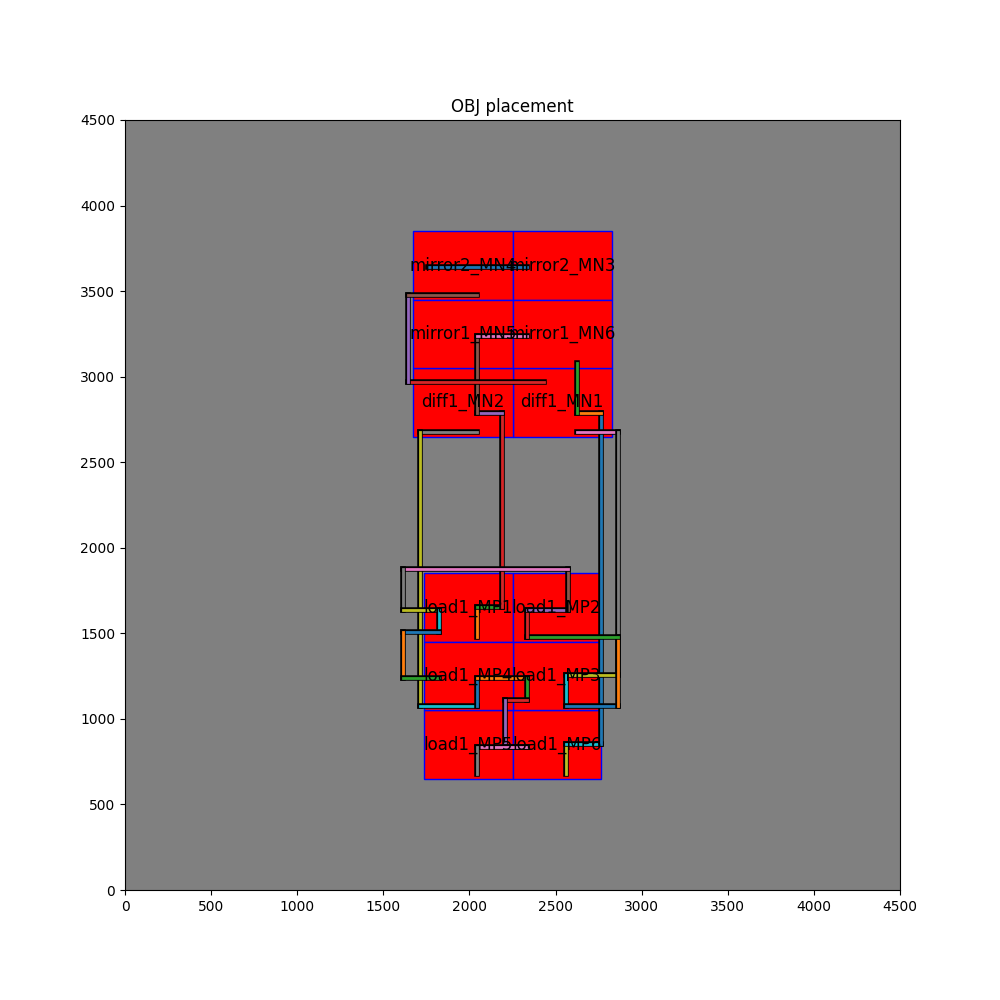 OBJ placement
4500
4000
3500
3000
2500
2000
1500
1000
500
0
mirror2_MN4 mirror2_MN3
mirror1_MN5 mirror1_MN6
diff1_MN2 diff1_MN1
load1_MP1 load1_MP2
load1_MP4 load1_MP3
load1_MP5 load1_MP6
0 500 1000 1500 2000 2500 3000 3500 4000 4500